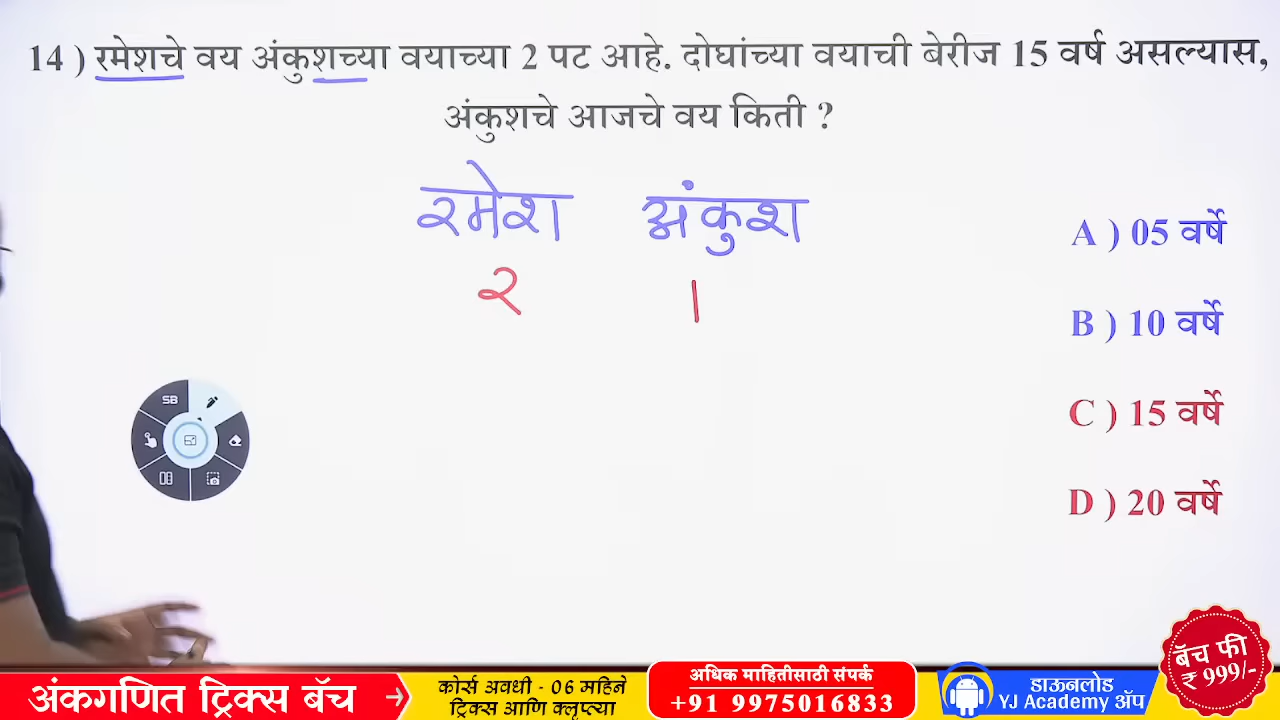 14 ) रमेशचे वय अंकुशच्या वयाच्या 2 पट आहे. दोघांच्या वयाची बेरीज 15 वर्ष असल्यास,
अंकुशचे आजचे वय किती ?
रमेश अंकुश
२ 1
A ) 05 वर्षे
B ) 10 वर्षे
C ) 15 वर्षे
D ) 20 वर्षे
SB
बॅच फी
₹ 999/-
अंकगणित ट्रिक्स बॅच
कोर्स अवधी - 06 महिने
ट्रिक्स आणि क्लृप्त्या
अधिक माहितीसाठी संपर्क
+91 9975016833
डाऊनलोड
YJ Academy ॲप